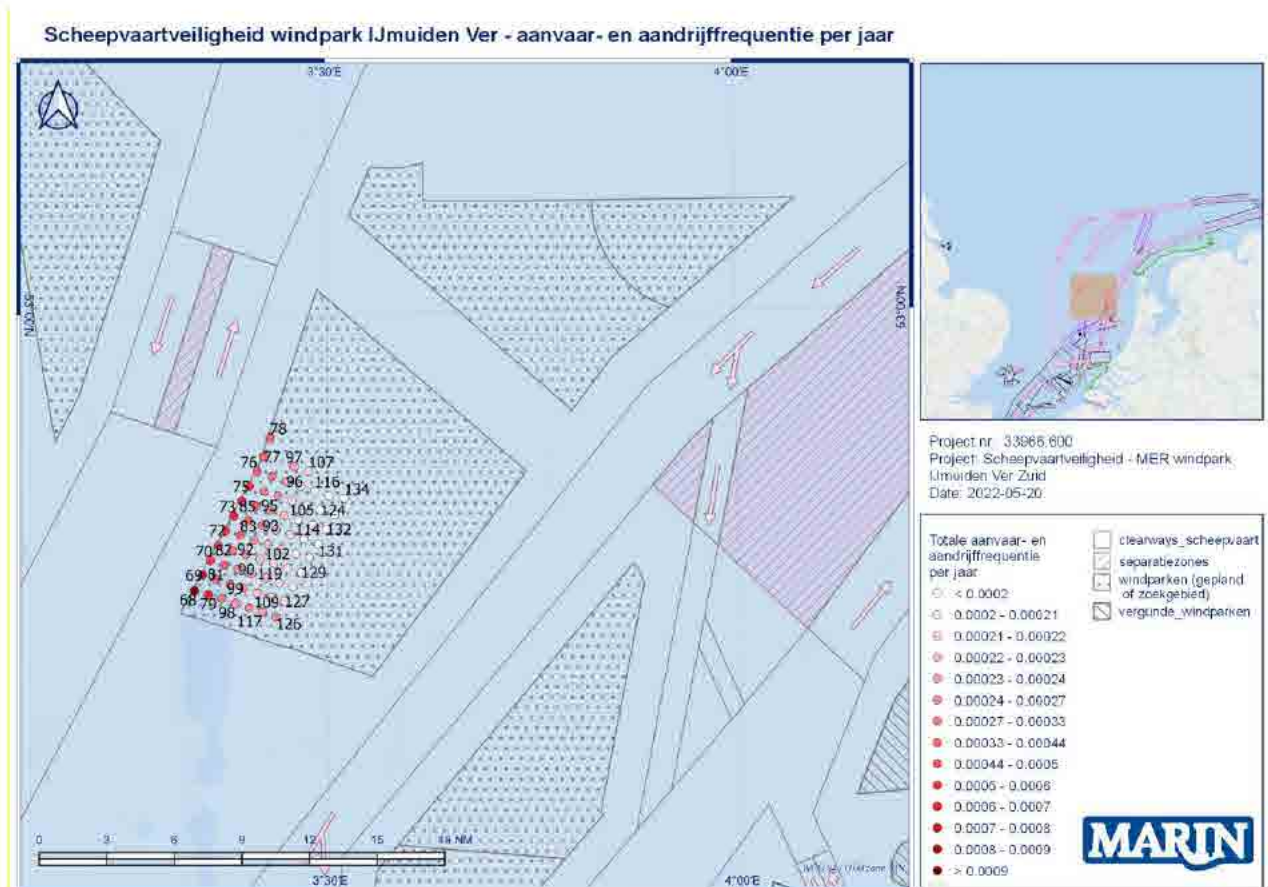 Scheepvaartveiligheid windpark IJmuiden Ver - aanvaar- en aandrijffrequentie per jaar
3°30'E
4°00'E
53°00'N
53°00'N
78
77
97
107
76
96
116
134
75
73
85
95
105
124
72
83
93
114
132
70
82
92
102
131
69
81
90
119
129
68
79
99
109
127
98
117
126
0
3
6
9
12
15
18 NM
3°30'E
4°00'E
Project nr.: 33966.600
Project: Scheepvaartveiligheid - MER windpark
IJmuiden Ver Zuid
Date: 2022-05-20
Totale aanvaar- en
aandrijffrequentie
per jaar
< 0.0002
0.0002 - 0.00021
0.00021 - 0.00022
0.00022 - 0.00023
0.00023 - 0.00024
0.00024 - 0.00027
0.00027 - 0.00033
0.00033 - 0.00044
0.00044 - 0.0005
0.0005 - 0.0006
0.0006 - 0.0007
0.0007 - 0.0008
0.0008 - 0.0009
> 0.0009
clearways_scheepvaart
separatiezones
windparken (gepland
of zoekgebied)
vergunde_windparken
MARIN